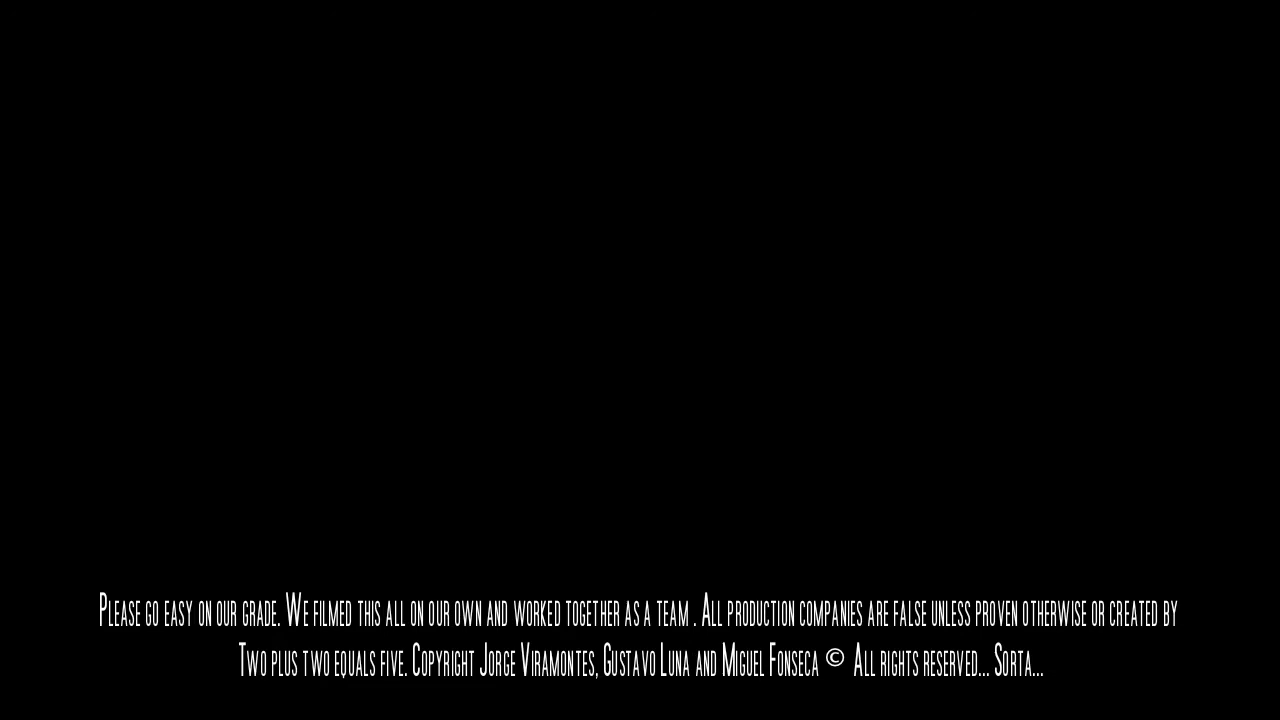 Please go easy on our grade. We filmed this all on our own and worked together as a team . All production companies are false unless proven otherwise or created by
Two plus two equals five. Copyright Jorge Viramontes, Gustavo Luna and Miguel Fonseca © All rights reserved... Sorta...